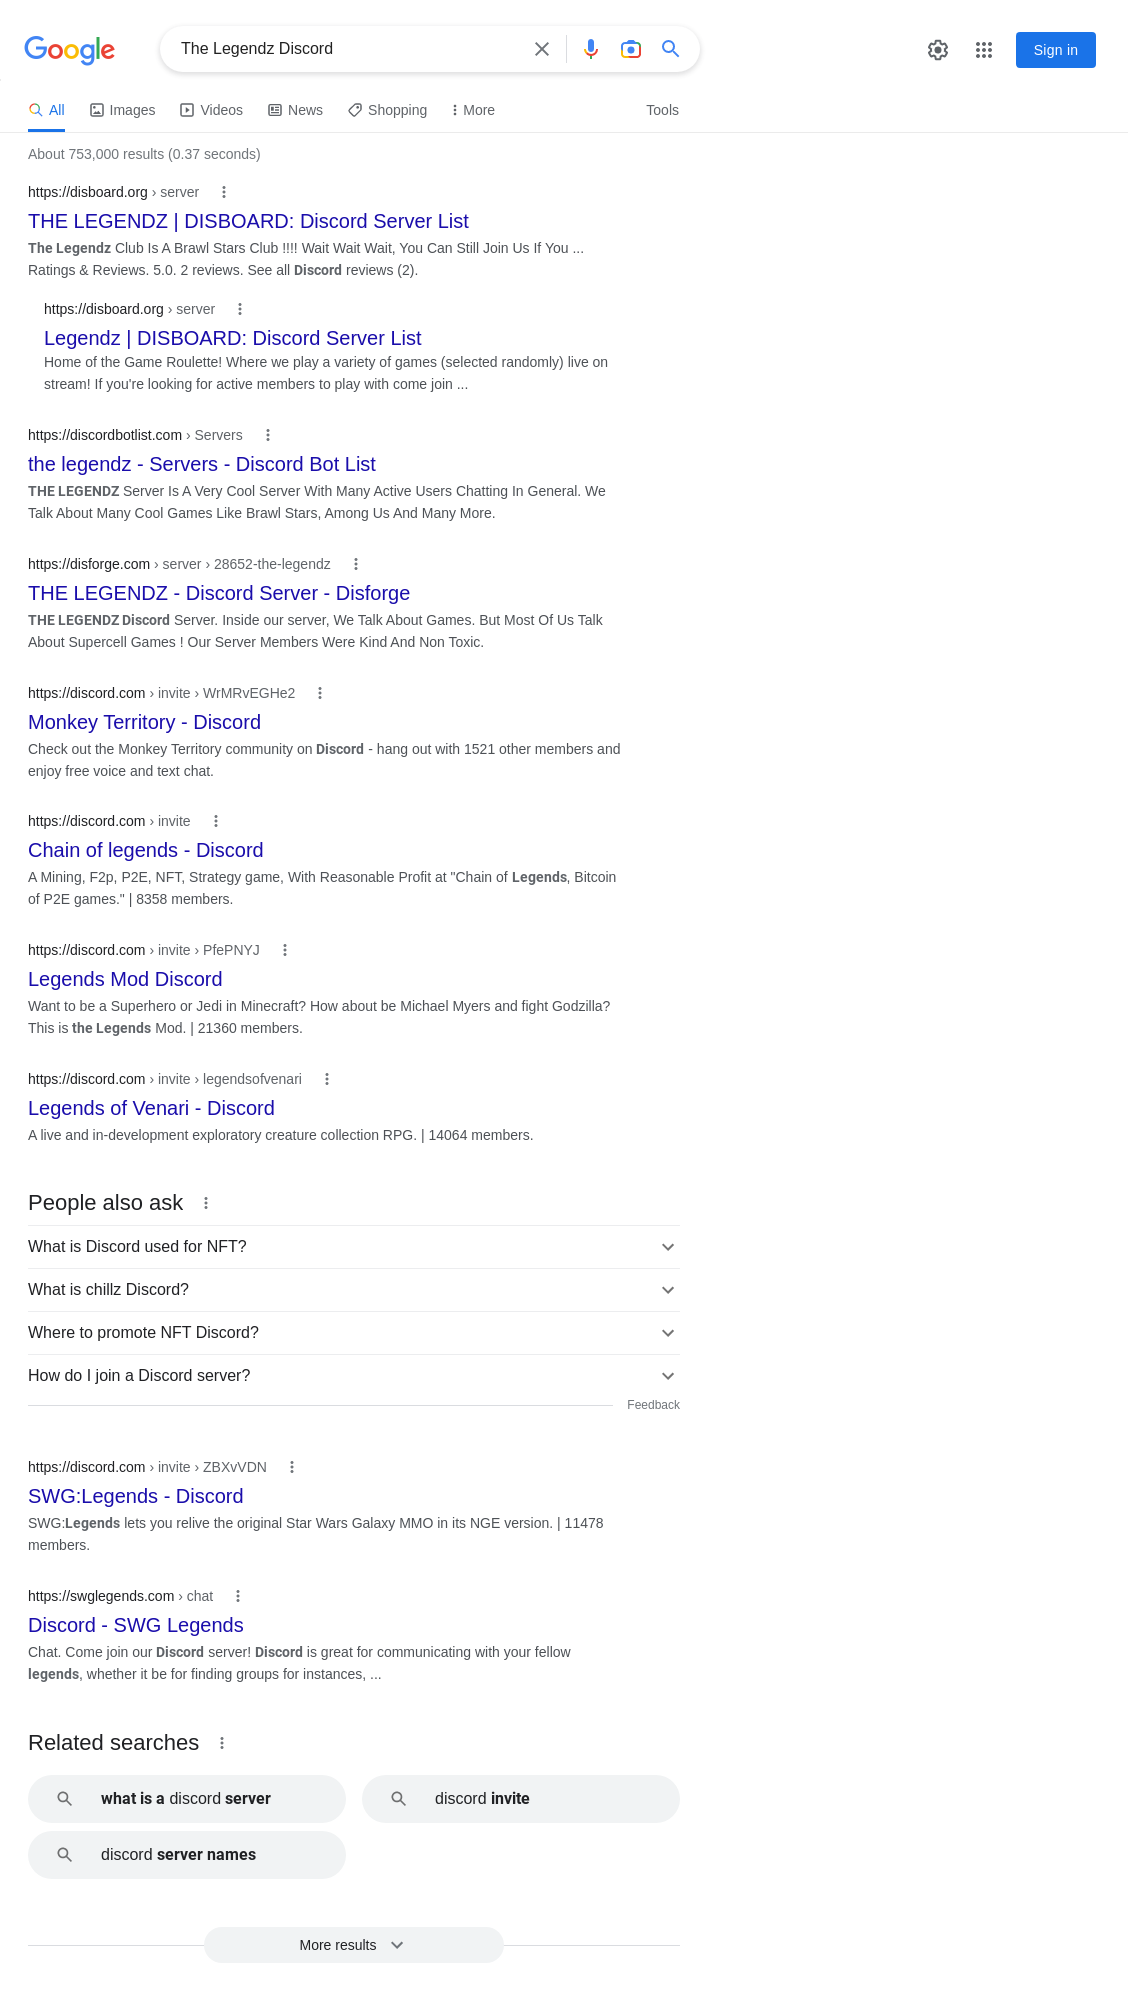 Google
The Legendz Discord
Sign in
All
Images
Videos
News
Shopping
More
Tools
About 753,000 results (0.37 seconds)
https://disboard.org › server
THE LEGENDZ | DISBOARD: Discord Server List
The Legendz Club Is A Brawl Stars Club !!!! Wait Wait Wait, You Can Still Join Us If You ...
Ratings & Reviews. 5.0. 2 reviews. See all Discord reviews (2).
https://disboard.org › server
Legendz | DISBOARD: Discord Server List
Home of the Game Roulette! Where we play a variety of games (selected randomly) live on
stream! If you're looking for active members to play with come join ...
https://discordbotlist.com › Servers
the legendz - Servers - Discord Bot List
THE LEGENDZ Server Is A Very Cool Server With Many Active Users Chatting In General. We
Talk About Many Cool Games Like Brawl Stars, Among Us And Many More.
https://disforge.com › server › 28652-the-legendz
THE LEGENDZ - Discord Server - Disforge
THE LEGENDZ Discord Server. Inside our server, We Talk About Games. But Most Of Us Talk
About Supercell Games ! Our Server Members Were Kind And Non Toxic.
https://discord.com › invite › WrMRvEGHe2
Monkey Territory - Discord
Check out the Monkey Territory community on Discord - hang out with 1521 other members and
enjoy free voice and text chat.
https://discord.com › invite
Chain of legends - Discord
A Mining, F2p, P2E, NFT, Strategy game, With Reasonable Profit at "Chain of Legends, Bitcoin
of P2E games." | 8358 members.
https://discord.com › invite › PfePNYJ
Legends Mod Discord
Want to be a Superhero or Jedi in Minecraft? How about be Michael Myers and fight Godzilla?
This is the Legends Mod. | 21360 members.
https://discord.com › invite › legendsofvenari
Legends of Venari - Discord
A live and in-development exploratory creature collection RPG. | 14064 members.
People also ask
What is Discord used for NFT?
What is chillz Discord?
Where to promote NFT Discord?
How do I join a Discord server?
Feedback
https://discord.com › invite › ZBXvVDN
SWG:Legends - Discord
SWG:Legends lets you relive the original Star Wars Galaxy MMO in its NGE version. | 11478
members.
https://swglegends.com › chat
Discord - SWG Legends
Chat. Come join our Discord server! Discord is great for communicating with your fellow
legends, whether it be for finding groups for instances, ...
Related searches
what is a discord server
discord invite
discord server names
More results